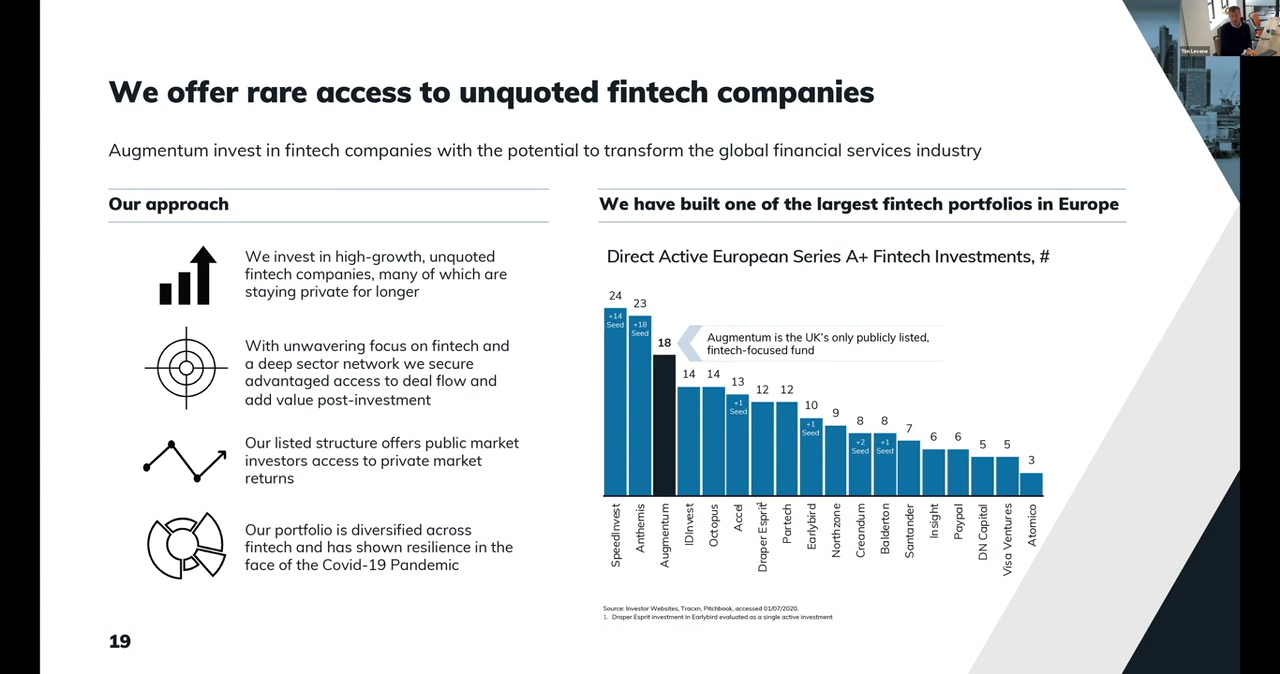 Tim Levene
We offer rare access to unquoted fintech companies
Augmentum invest in fintech companies with the potential to transform the global financial services industry
Our approach
We invest in high-growth, unquoted
fintech companies, many of which are
staying private for longer
With unwavering focus on fintech and
a deep sector network we secure
advantaged access to deal flow and
add value post-investment
Our listed structure offers public market
investors access to private market
returns
Our portfolio is diversified across
fintech and has shown resilience in the
face of the Covid-19 Pandemic
We have built one of the largest fintech portfolios in Europe
Direct Active European Series A+ Fintech Investments, #
24
23
18
14
14
13
12
12
10
9
8
8
7
6
6
5
5
3
+14
Seed
+18
Seed
+1
Seed
+1
Seed
+2
Seed
+1
Seed
Augmentum is the UK's only publicly listed,
fintech-focused fund
SpeedInvest
Anthemis
Augmentum
IDInvest
Octopus
Accel
Draper Esprit1
Partech
Earlybird
Northzone
Creandum
Balderton
Santander
Insight
Paypal
DN Capital
Visa Ventures
Atomico
Source: Investor Websites, Tracxn, Pitchbook, accessed 01/07/2020.
1. Draper Esprit investment in Earlybird evaluated as a single active investment
19